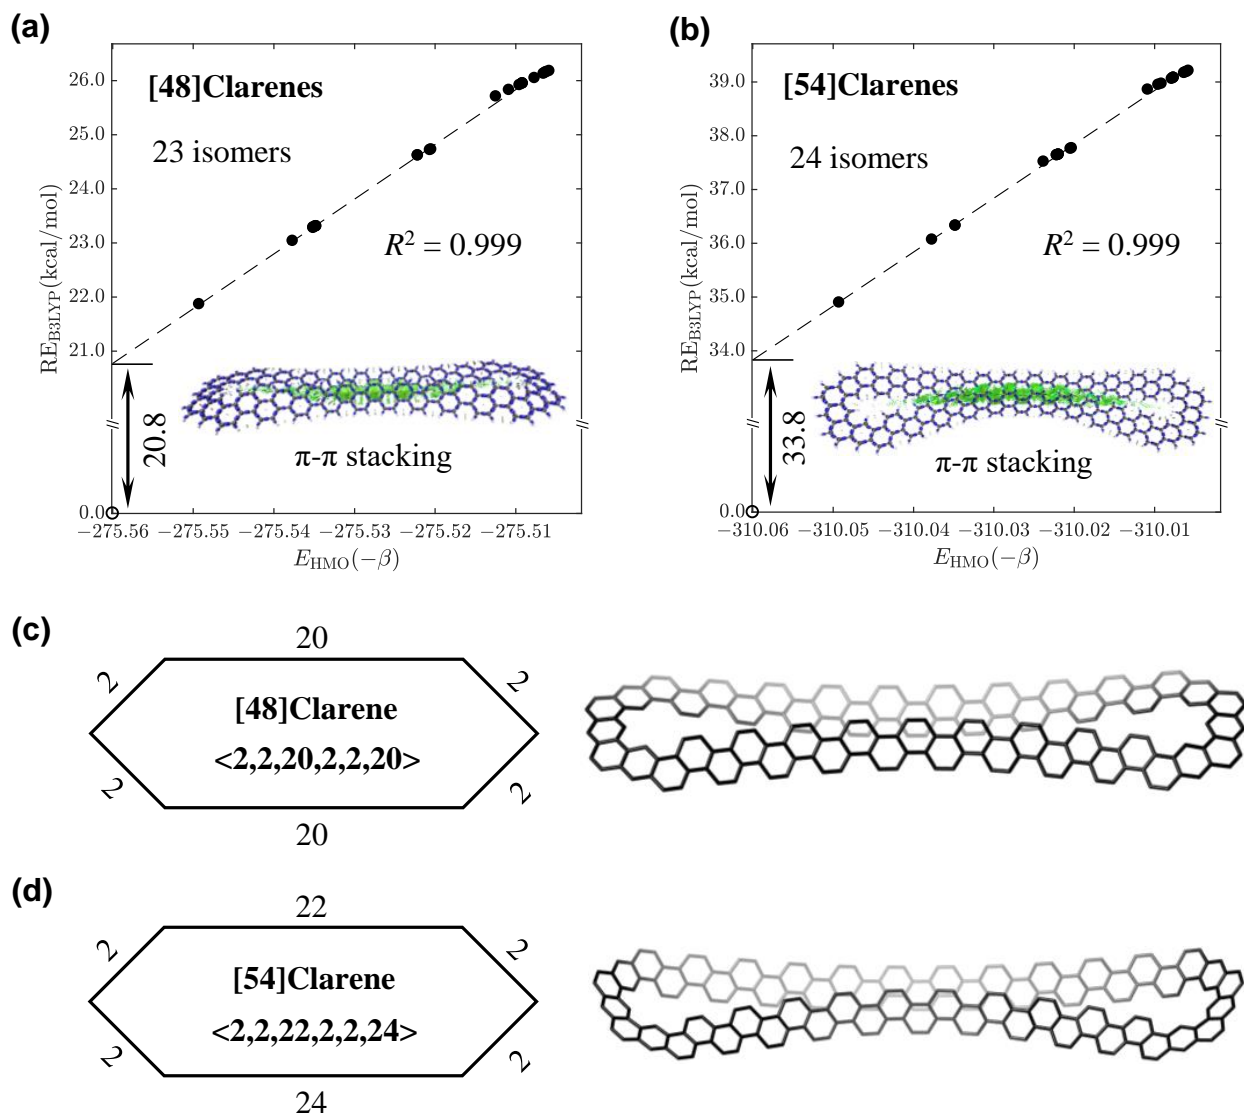 (a)
[48]Clarenes
23 isomers
R² = 0.999
RE_B3LYP (kcal/mol)
26.0
25.0
24.0
23.0
22.0
21.0
0.0
20.8
π-π stacking
−275.56 −275.55 −275.54 −275.53 −275.52 −275.51
E_HMO(−β)
(b)
[54]Clarenes
24 isomers
R² = 0.999
RE_B3LYP (kcal/mol)
39.0
38.0
37.0
36.0
35.0
34.0
0.0
33.8
π-π stacking
−310.06 −310.05 −310.04 −310.03 −310.02 −310.01
E_HMO(−β)
(c)
20
2 2
[48]Clarene
<2,2,20,2,2,20>
2 2
20
(d)
22
2 2
[54]Clarene
<2,2,22,2,2,24>
2 2
24